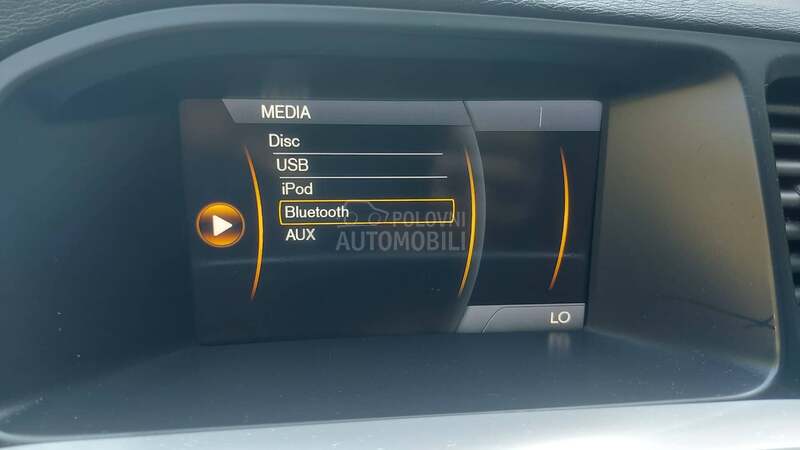 MEDIA
Disc
USB
iPod
Bluetooth
AUX
POLOVNI
AUTOMOBILI
LO